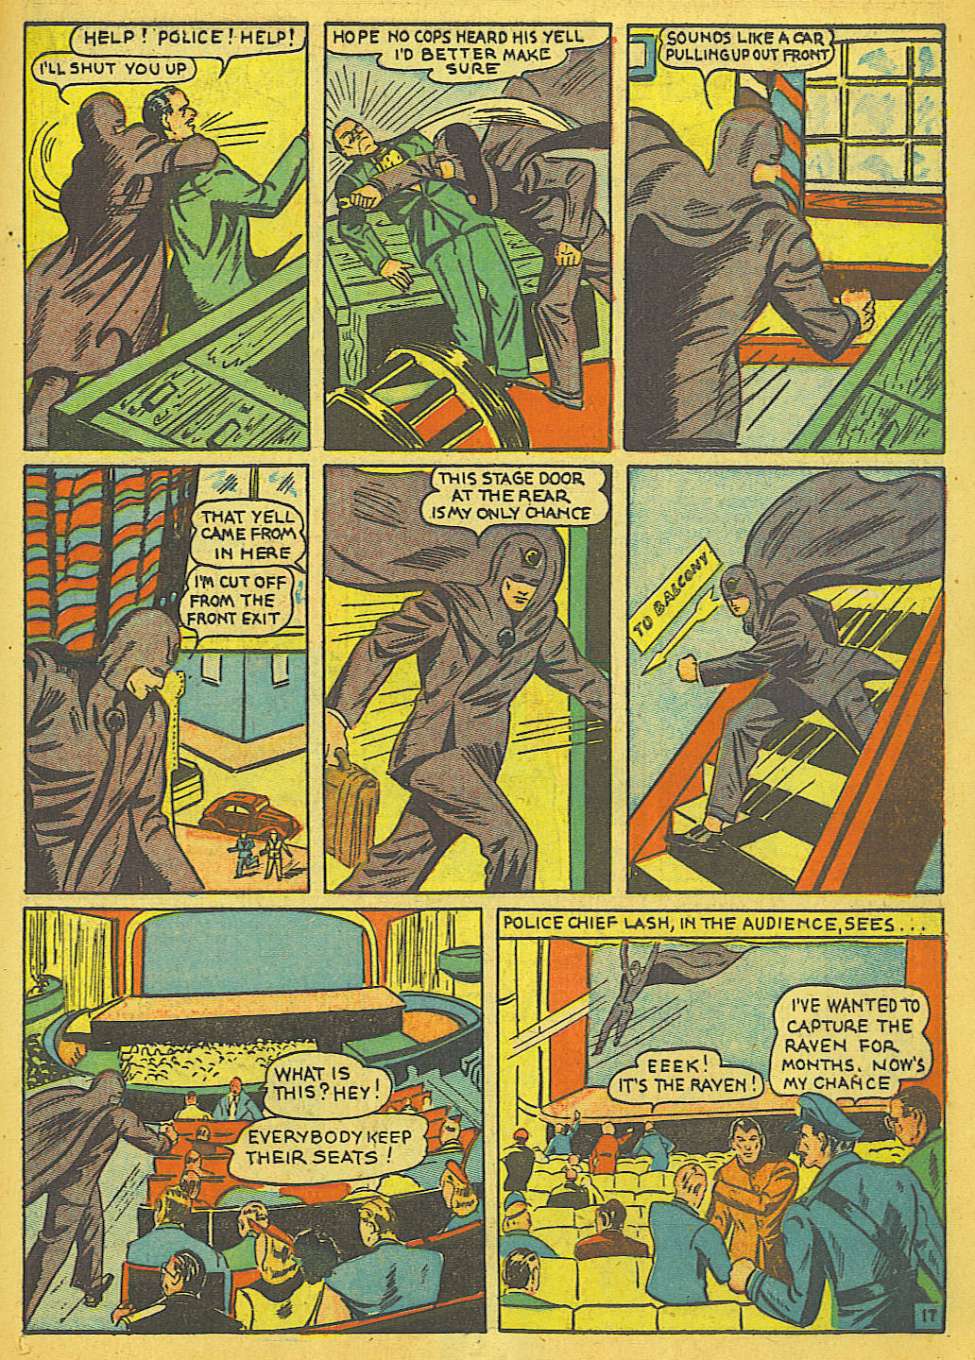 HELP! POLICE! HELP!
I'LL SHUT YOU UP
HOPE NO COPS HEARD HIS YELL
I'D BETTER MAKE
SURE
SOUNDS LIKE A CAR
PULLING UP OUT FRONT
THAT YELL
CAME FROM
IN HERE
I'M CUT OFF
FROM THE
FRONT EXIT
THIS STAGE DOOR
AT THE REAR
IS MY ONLY CHANCE
TO BALCONY
WHAT IS
THIS? HEY!
EVERYBODY KEEP
THEIR SEATS!
POLICE CHIEF LASH, IN THE AUDIENCE, SEES...
EEEK!
IT'S THE RAVEN!
I'VE WANTED TO
CAPTURE THE
RAVEN FOR
MONTHS. NOW'S
MY CHANCE
17